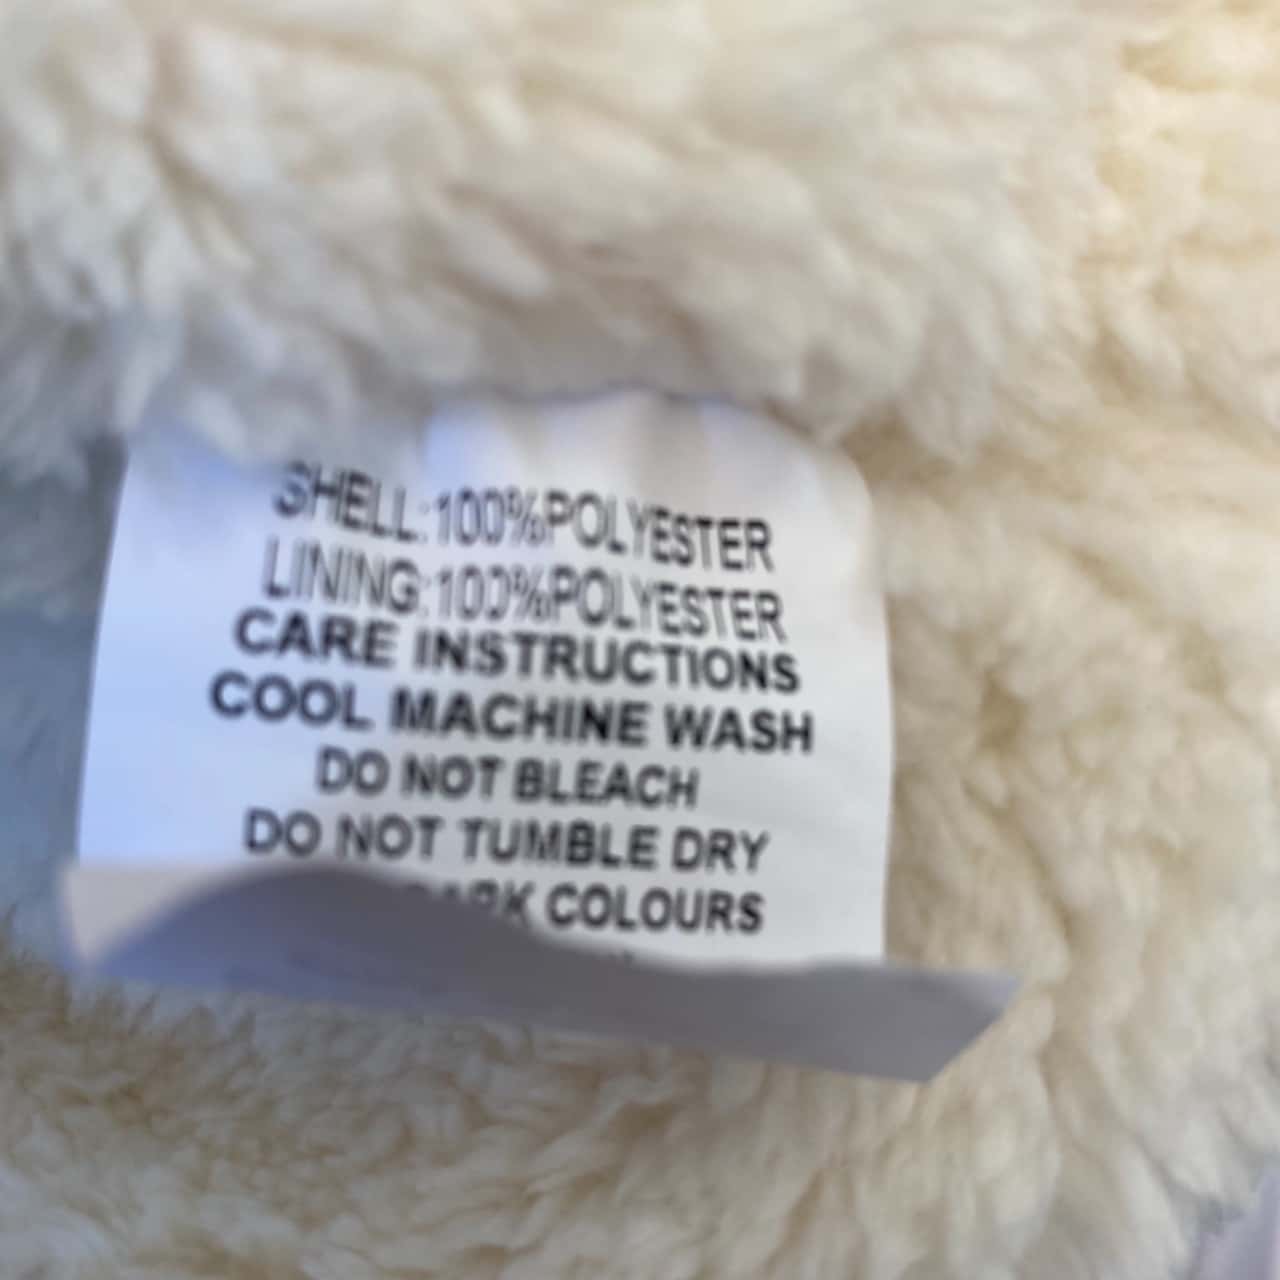 SHELL:100%POLYESTER
LINING:100%POLYESTER
CARE INSTRUCTIONS
COOL MACHINE WASH
DO NOT BLEACH
DO NOT TUMBLE DRY
COLOURS